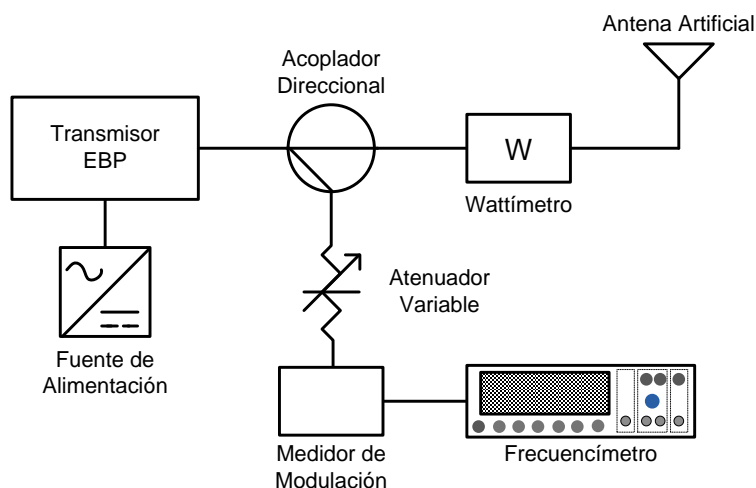 Antena Artificial
Acoplador
Direccional
Transmisor
EBP
W
Wattímetro
Atenuador
Variable
Fuente de
Alimentación
Medidor de
Modulación
Frecuencímetro